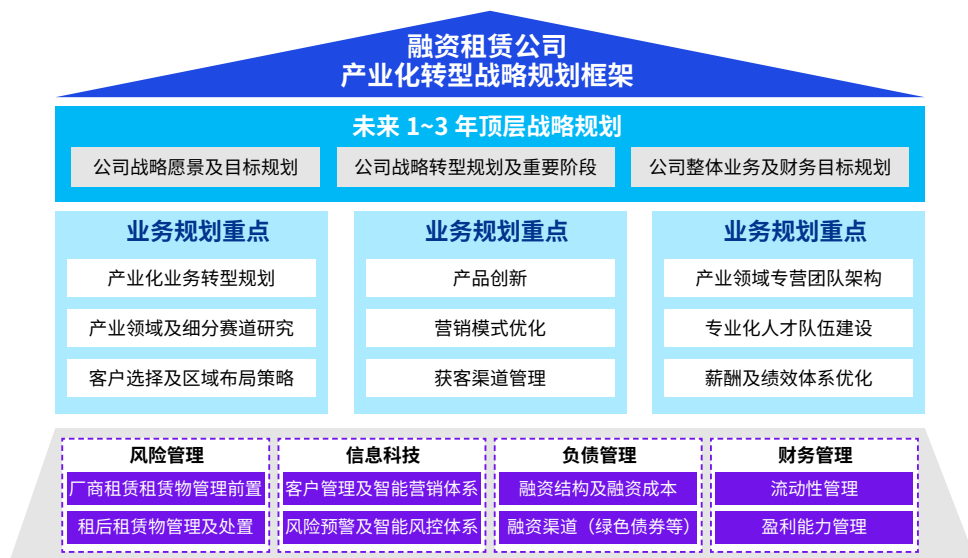 融资租赁公司
产业化转型战略规划框架
未来 1~3 年顶层战略规划
公司战略愿景及目标规划
公司战略转型规划及重要阶段
公司整体业务及财务目标规划
业务规划重点
产业化业务转型规划
产业领域及细分赛道研究
客户选择及区域布局策略
业务规划重点
产品创新
营销模式优化
获客渠道管理
业务规划重点
产业领域专营团队架构
专业化人才队伍建设
薪酬及绩效体系优化
风险管理
厂商租赁租赁物管理前置
租后租赁物管理及处置
信息科技
客户管理及智能营销体系
风险预警及智能风控体系
负债管理
融资结构及融资成本
融资渠道（绿色债券等）
财务管理
流动性管理
盈利能力管理